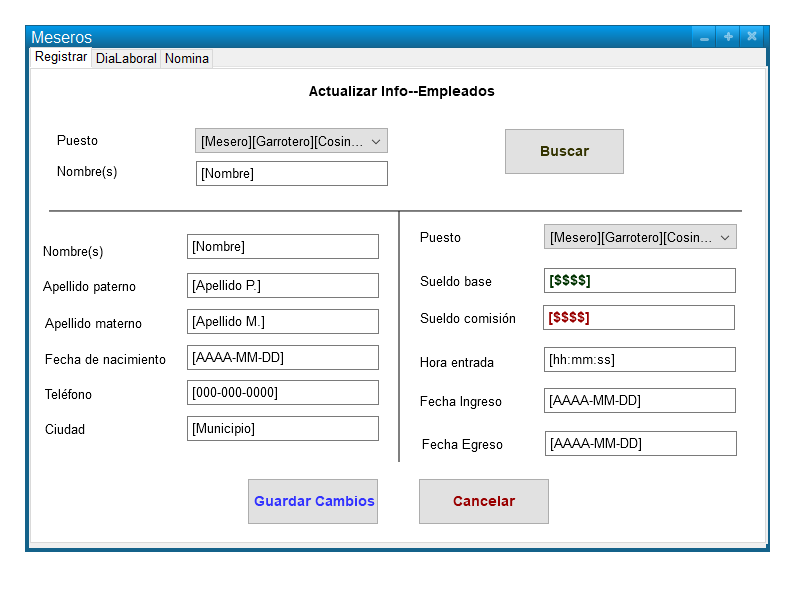 Meseros
Registrar DiaLaboral Nomina
Actualizar Info--Empleados
Puesto [Mesero][Garrotero][Cosin...
Buscar
Nombre(s) [Nombre]
Nombre(s) [Nombre]
Apellido paterno [Apellido P.]
Apellido materno [Apellido M.]
Fecha de nacimiento [AAAA-MM-DD]
Teléfono [000-000-0000]
Ciudad [Municipio]
Puesto [Mesero][Garrotero][Cosin...
Sueldo base [$$$$]
Sueldo comisión [$$$$]
Hora entrada [hh:mm:ss]
Fecha Ingreso [AAAA-MM-DD]
Fecha Egreso [AAAA-MM-DD]
Guardar Cambios Cancelar